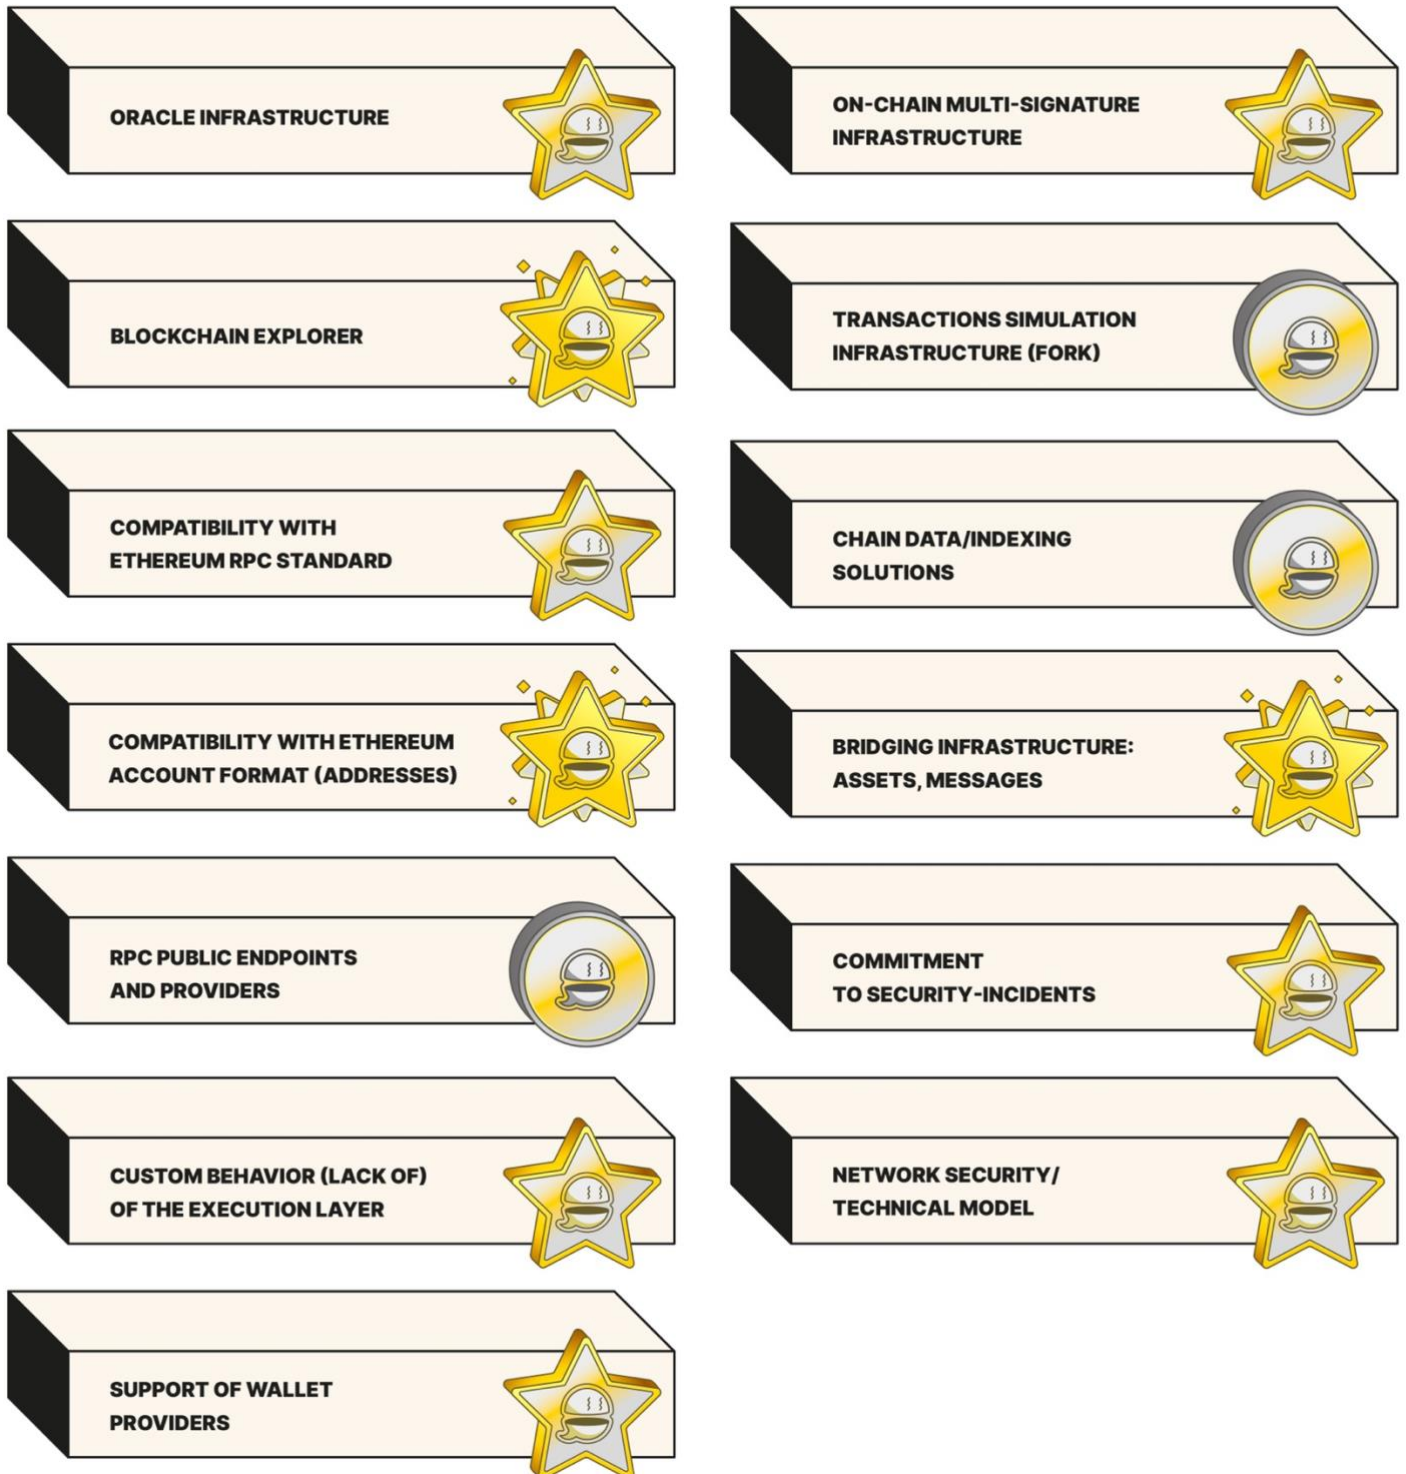 ORACLE INFRASTRUCTURE
BLOCKCHAIN EXPLORER
COMPATIBILITY WITH
ETHEREUM RPC STANDARD
COMPATIBILITY WITH ETHEREUM
ACCOUNT FORMAT (ADDRESSES)
RPC PUBLIC ENDPOINTS
AND PROVIDERS
CUSTOM BEHAVIOR (LACK OF)
OF THE EXECUTION LAYER
SUPPORT OF WALLET
PROVIDERS
ON-CHAIN MULTI-SIGNATURE
INFRASTRUCTURE
TRANSACTIONS SIMULATION
INFRASTRUCTURE (FORK)
CHAIN DATA/INDEXING
SOLUTIONS
BRIDGING INFRASTRUCTURE:
ASSETS, MESSAGES
COMMITMENT
TO SECURITY-INCIDENTS
NETWORK SECURITY/
TECHNICAL MODEL